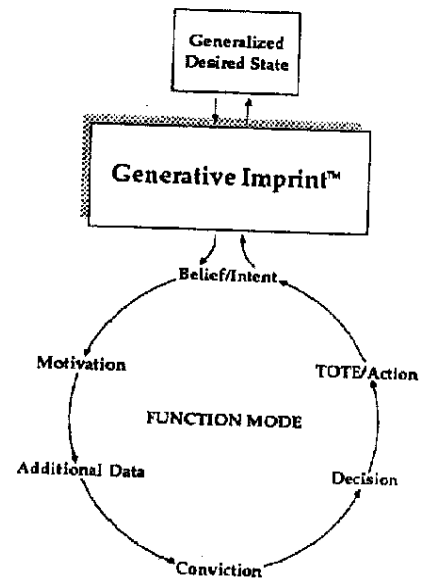 Generalized
Desired State
Generative Imprint™
Belief/Intent
Motivation
TOTE/Action
FUNCTION MODE
Additional Data
Decision
Conviction